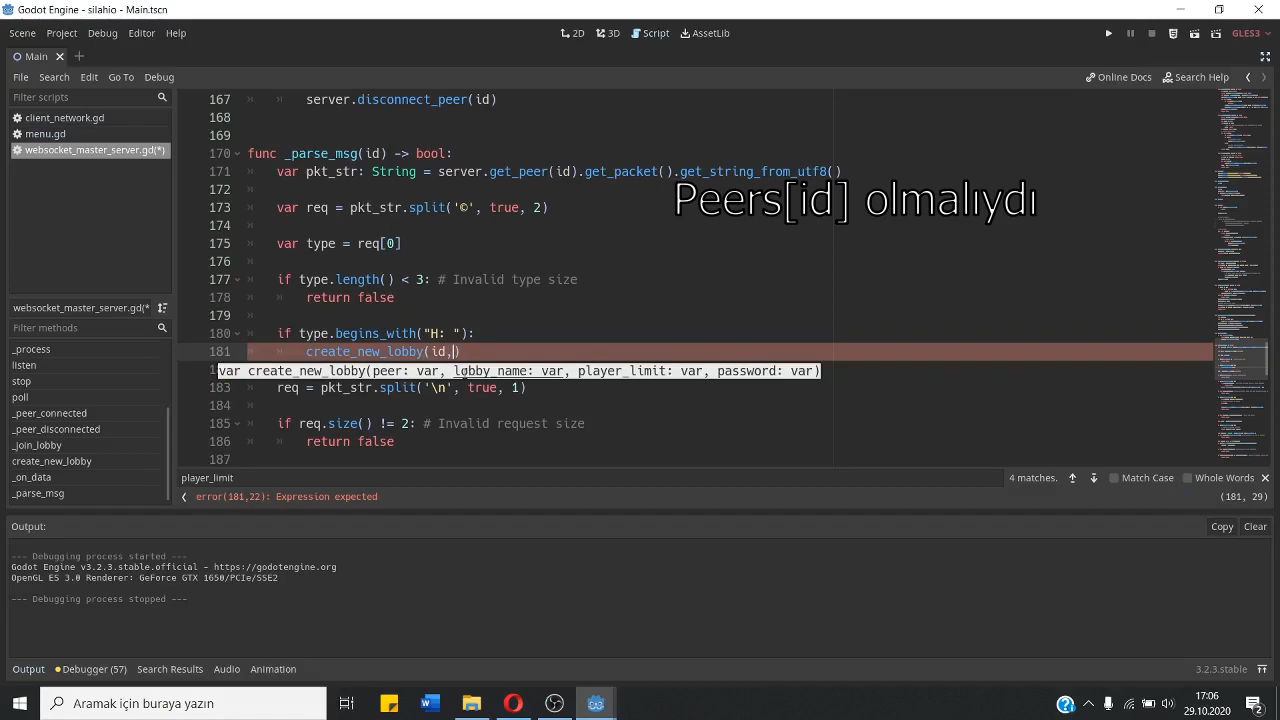 Godot Engine - silahio - Main.tscn
Scene Project Debug Editor Help
2D 3D Script AssetLib
GLES3
Main
File Search Edit Go To Debug
Online Docs Search Help
Filter scripts
client_network.gd
menu.gd
websocket_master_server.gd(*)
websocket_master_server.gd(*
Filter methods
_process
listen
stop
poll
_peer_connected
_peer_disconnected
_join_lobby
create_new_lobby
_on_data
_parse_msg
167 server.disconnect_peer(id)
168
169
170 func _parse_msg(id) -> bool:
171 var pkt_str: String = server.get_peer(id).get_packet().get_string_from_utf8()
Peers[id] olmalıydı
172
173 var req = pkt_str.split('©', true, 2)
174
175 var type = req[0]
176
177 if type.length() < 3: # Invalid type size
178 return false
179
180 if type.begins_with("H: "):
181 create_new_lobby(id,)
var create_new_lobby(peer: var, lobby_name: var, player_limit: var, password: var)
183 req = pkt_str.split('\n', true, 1
184
185 if req.size() != 2: # Invalid request size
186 return false
187
player_limit
4 matches. Match Case Whole Words
error(181,22): Expression expected
(181, 29)
Output:
Copy Clear
--- Debugging process started ---
Godot Engine v3.2.3.stable.official - https://godotengine.org
OpenGL ES 3.0 Renderer: GeForce GTX 1650/PCIe/SSE2
--- Debugging process stopped ---
Output Debugger (57) Search Results Audio Animation
3.2.3.stable
Aramak için buraya yazın
17:06
29.10.2020
2